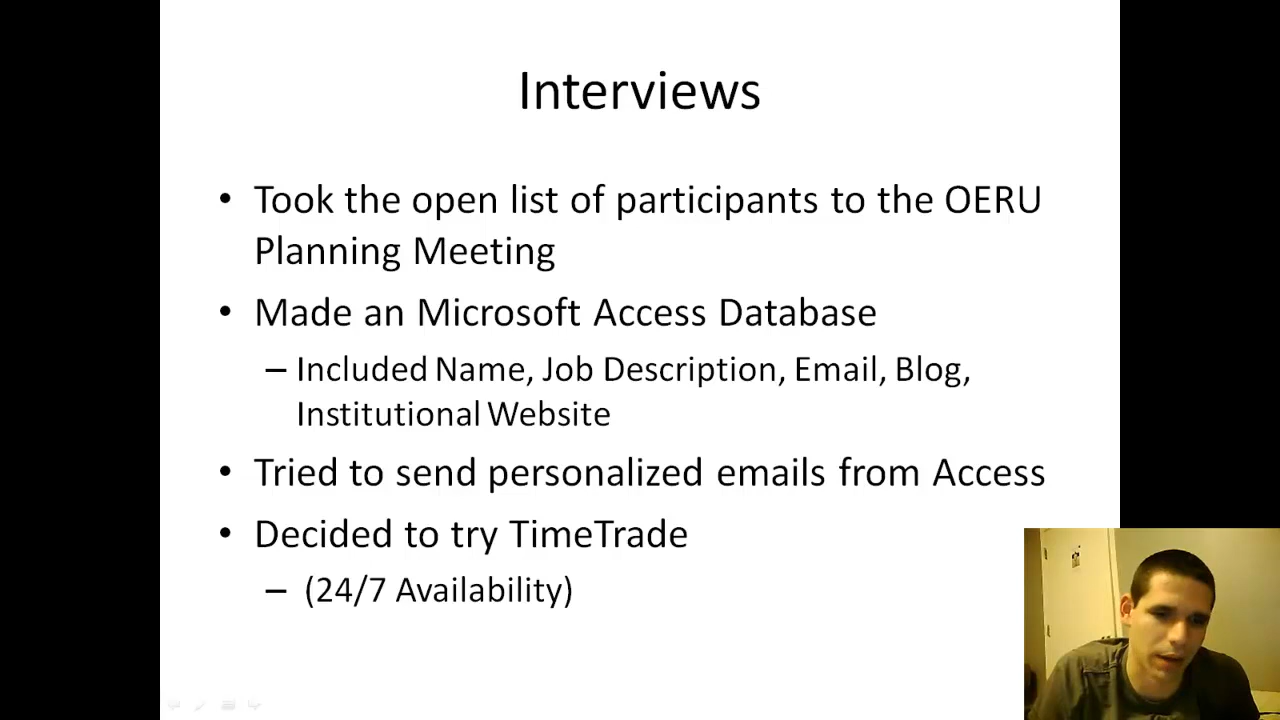 Interviews
• Took the open list of participants to the OERU
Planning Meeting
• Made an Microsoft Access Database
– Included Name, Job Description, Email, Blog,
Institutional Website
• Tried to send personalized emails from Access
• Decided to try TimeTrade
– (24/7 Availability)